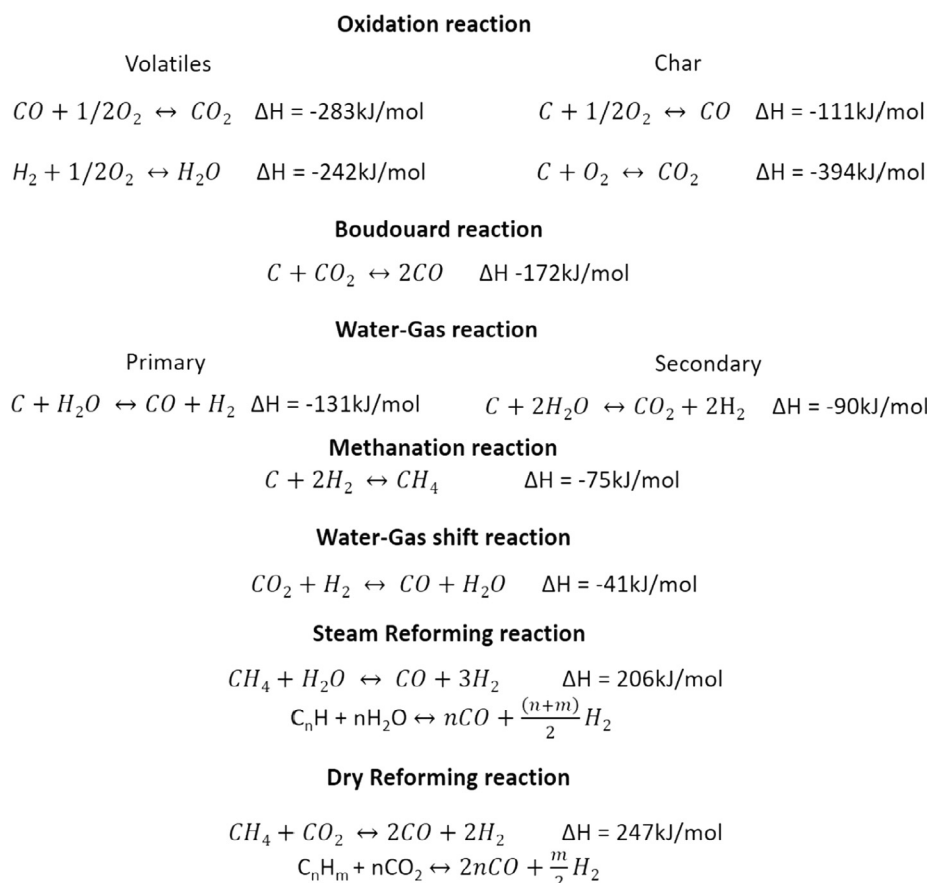 Oxidation reaction
Volatiles Char
CO + 1/2O₂ ↔ CO₂ ΔH = -283kJ/mol C + 1/2O₂ ↔ CO ΔH = -111kJ/mol
H₂ + 1/2O₂ ↔ H₂O ΔH = -242kJ/mol C + O₂ ↔ CO₂ ΔH = -394kJ/mol
Boudouard reaction
C + CO₂ ↔ 2CO ΔH -172kJ/mol
Water-Gas reaction
Primary Secondary
C + H₂O ↔ CO + H₂ ΔH = -131kJ/mol C + 2H₂O ↔ CO₂ + 2H₂ ΔH = -90kJ/mol
Methanation reaction
C + 2H₂ ↔ CH₄ ΔH = -75kJ/mol
Water-Gas shift reaction
CO₂ + H₂ ↔ CO + H₂O ΔH = -41kJ/mol
Steam Reforming reaction
CH₄ + H₂O ↔ CO + 3H₂ ΔH = 206kJ/mol
CₙH + nH₂O ↔ nCO + (n+m)/2 H₂
Dry Reforming reaction
CH₄ + CO₂ ↔ 2CO + 2H₂ ΔH = 247kJ/mol
CₙHₘ + nCO₂ ↔ 2nCO + m/2 H₂